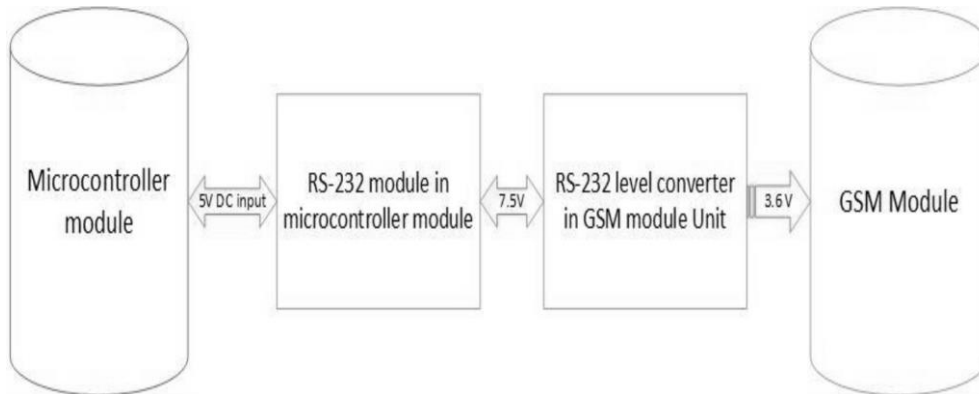 Microcontroller
module
5V DC input
RS-232 module in
microcontroller module
7.5V
RS-232 level converter
in GSM module Unit
3.6 V
GSM Module